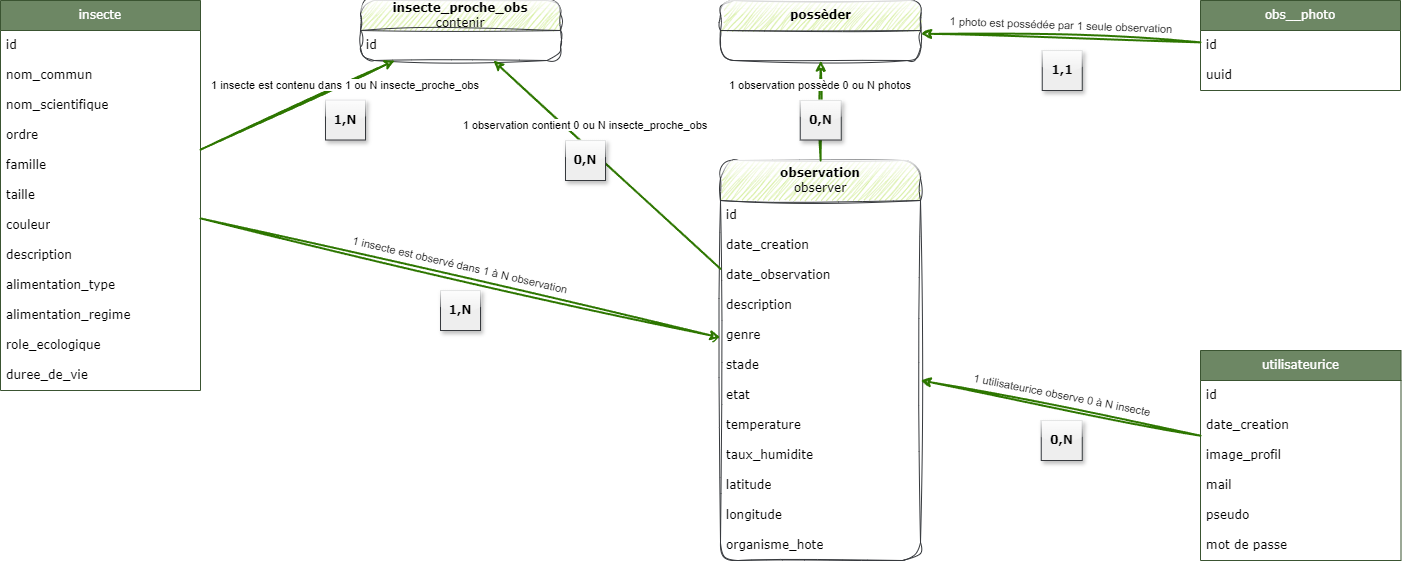 insecte
id
nom_commun
nom_scientifique
ordre
famille
taille
couleur
description
alimentation_type
alimentation_regime
role_ecologique
duree_de_vie
insecte_proche_obs
contenir
id
1 insecte est contenu dans 1 ou N insecte_proche_obs
1,N
1 observation contient 0 ou N insecte_proche_obs
0,N
1 insecte est observé dans 1 à N observation
1,N
possèder
1 observation possède 0 ou N photos
0,N
1 photo est possédée par 1 seule observation
1,1
obs__photo
id
uuid
observation
observer
id
date_creation
date_observation
description
genre
stade
etat
temperature
taux_humidite
latitude
longitude
organisme_hote
1 utilisateurice observe 0 à N insecte
0,N
utilisateurice
id
date_creation
image_profil
mail
pseudo
mot de passe